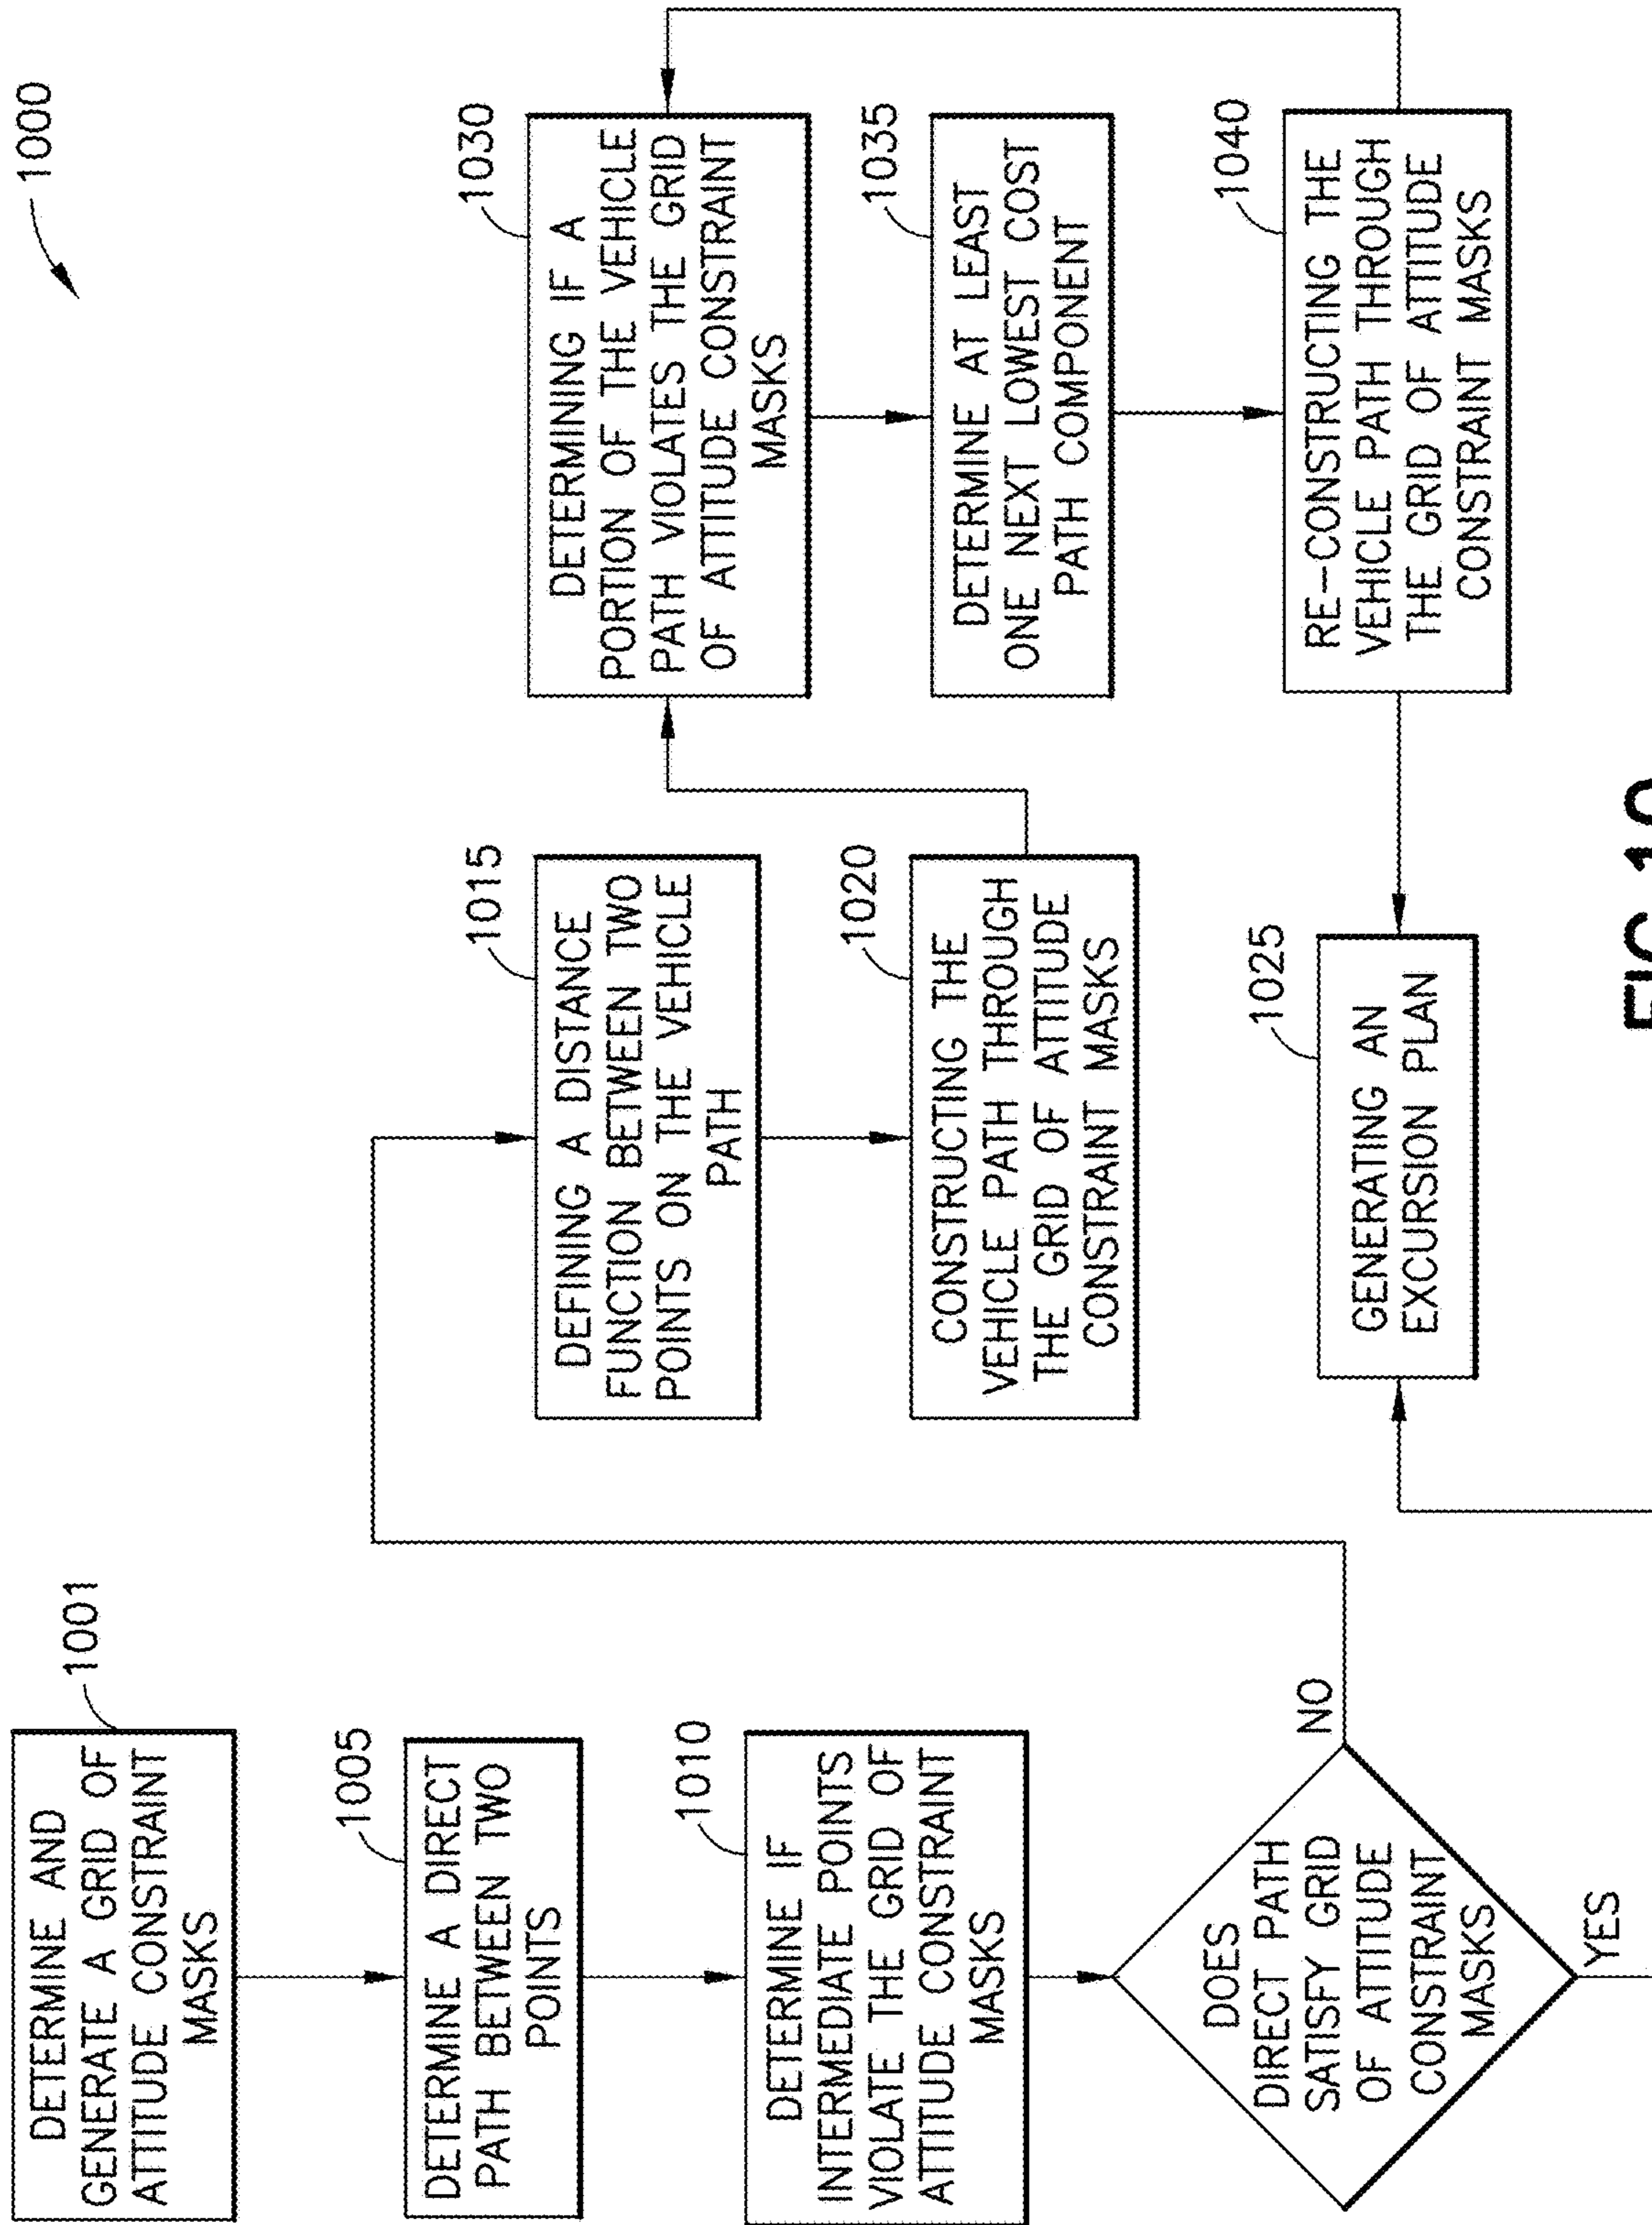 1000
1001
DETERMINE AND
GENERATE A GRID OF
ATTITUDE CONSTRAINT
MASKS
1005
DETERMINE A DIRECT
PATH BETWEEN TWO
POINTS
1010
DETERMINE IF
INTERMEDIATE POINTS
VIOLATE THE GRID OF
ATTITUDE CONSTRAINT
MASKS
DOES
DIRECT PATH
SATISFY GRID
OF ATTITUDE
CONSTRAINT
MASKS
NO
YES
1015
DEFINING A DISTANCE
FUNCTION BETWEEN TWO
POINTS ON THE VEHICLE
PATH
1020
CONSTRUCTING THE
VEHICLE PATH THROUGH
THE GRID OF ATTITUDE
CONSTRAINT MASKS
1025
GENERATING AN
EXCURSION PLAN
1030
DETERMINING IF A
PORTION OF THE VEHICLE
PATH VIOLATES THE GRID
OF ATTITUDE CONSTRAINT
MASKS
1035
DETERMINE AT LEAST
ONE NEXT LOWEST COST
PATH COMPONENT
1040
RE-CONSTRUCTING THE
VEHICLE PATH THROUGH
THE GRID OF ATTITUDE
CONSTRAINT MASKS
FIG.10